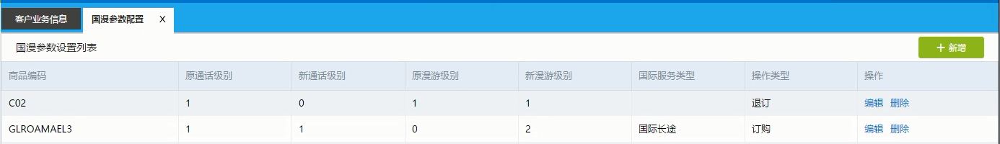 客户业务信息 国漫参数配置 X
国漫参数设置列表 + 新增
商品编码 原通话级别 新通话级别 原漫游级别 新漫游级别 国际服务类型 操作类型 操作
C02 1 0 1 1 退订 编辑 删除
GLROAMAEL3 1 1 0 2 国际长途 订购 编辑 删除